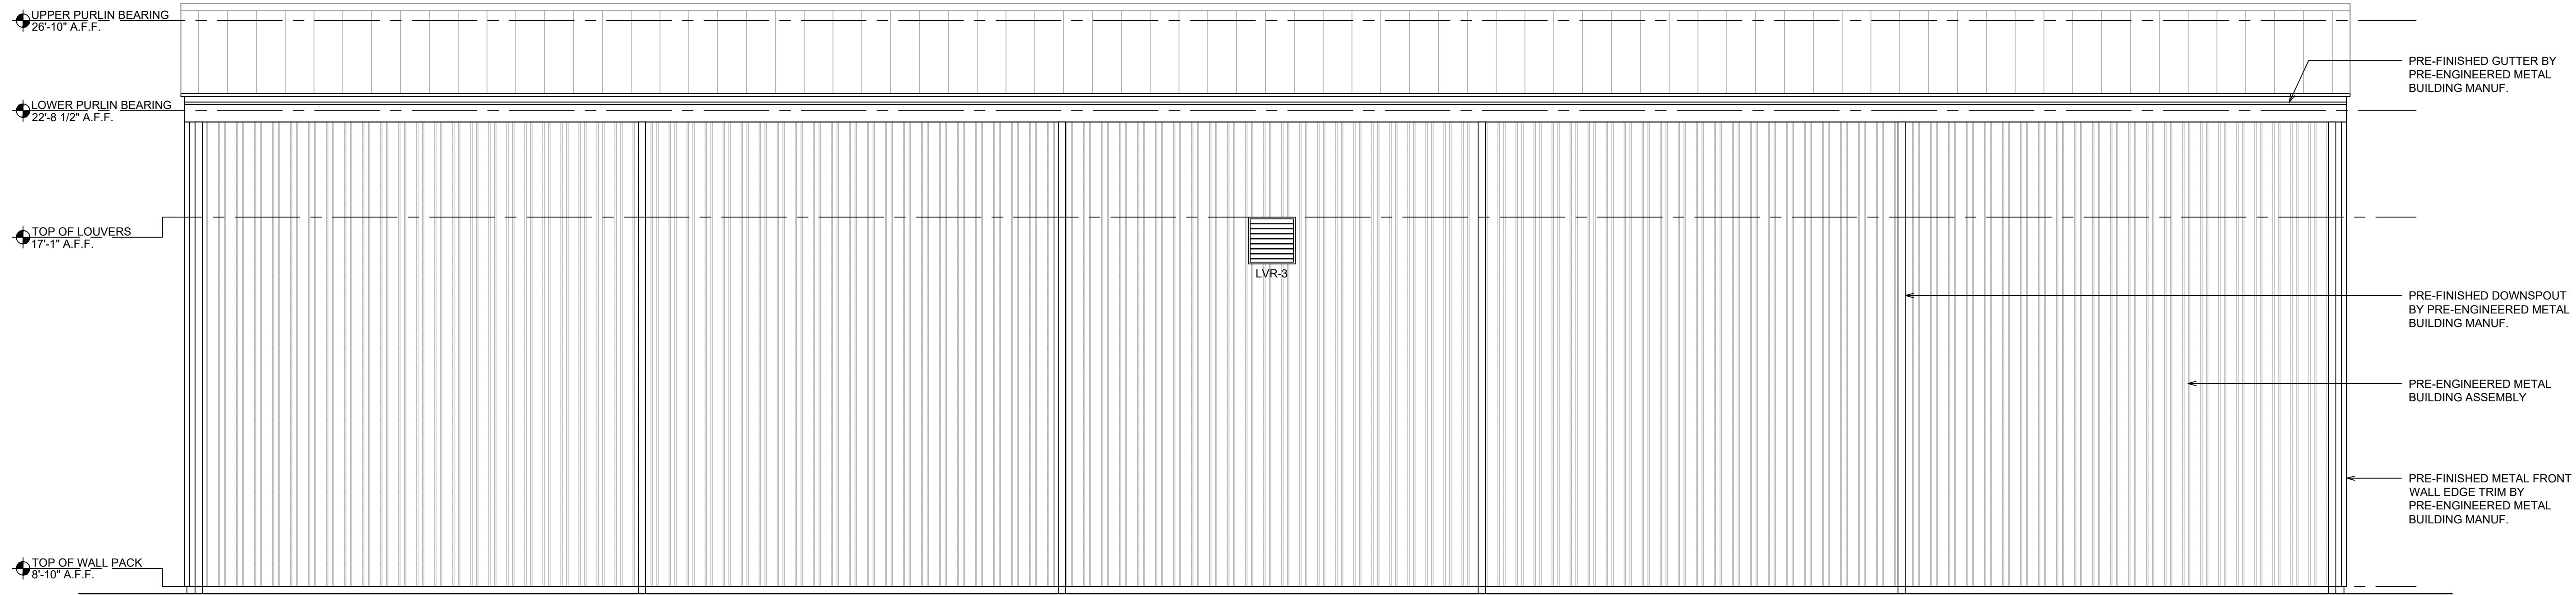 UPPER PURLIN BEARING
26'-10" A.F.F.
PRE-FINISHED GUTTER BY
PRE-ENGINEERED METAL
BUILDING MANUF.
LOWER PURLIN BEARING
22'-8 1/2" A.F.F.
TOP OF LOUVERS
17'-1" A.F.F.
LVR-3
PRE-FINISHED DOWNSPOUT
BY PRE-ENGINEERED METAL
BUILDING MANUF.
PRE-ENGINEERED METAL
BUILDING ASSEMBLY
PRE-FINISHED METAL FRONT
WALL EDGE TRIM BY
PRE-ENGINEERED METAL
BUILDING MANUF.
TOP OF WALL PACK
8'-10" A.F.F.